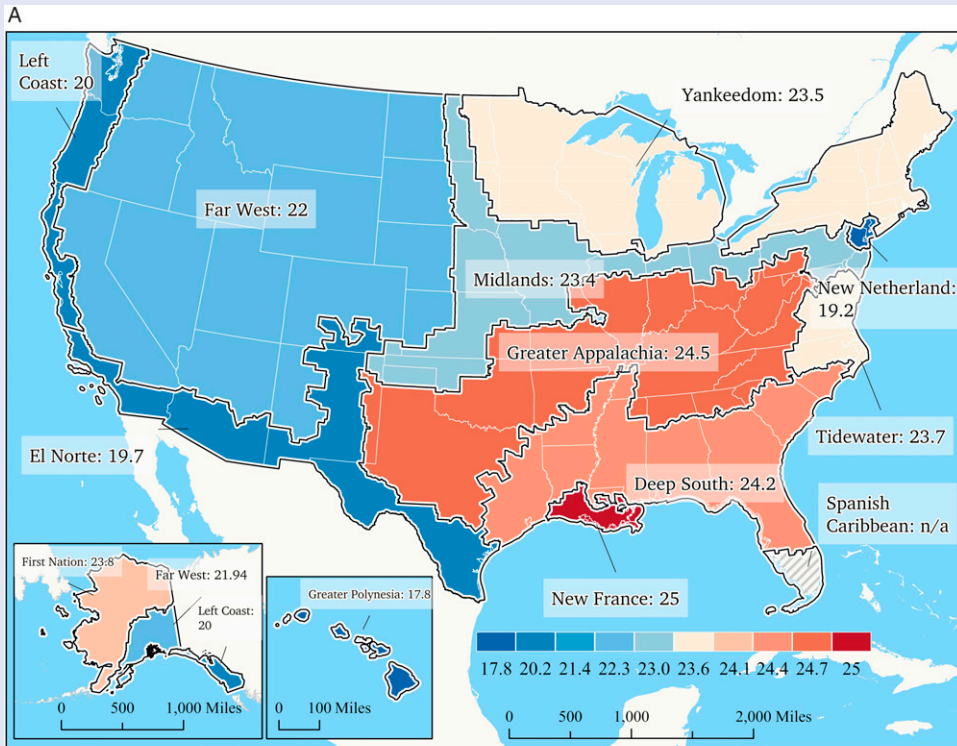 A
Left
Coast: 20
Yankeedom: 23.5
Far West: 22
Midlands: 23.4
New Netherland:
19.2
Greater Appalachia: 24.5
El Norte: 19.7
Tidewater: 23.7
Deep South: 24.2
Spanish
Caribbean: n/a
First Nation: 23.8
Far West: 21.94
Left Coast:
20
Greater Polynesia: 17.8
New France: 25
17.8 20.2 21.4 22.3 23.0 23.6 24.1 24.4 24.7 25
0 500 1,000 Miles
0 100 Miles
0 500 1,000 2,000 Miles